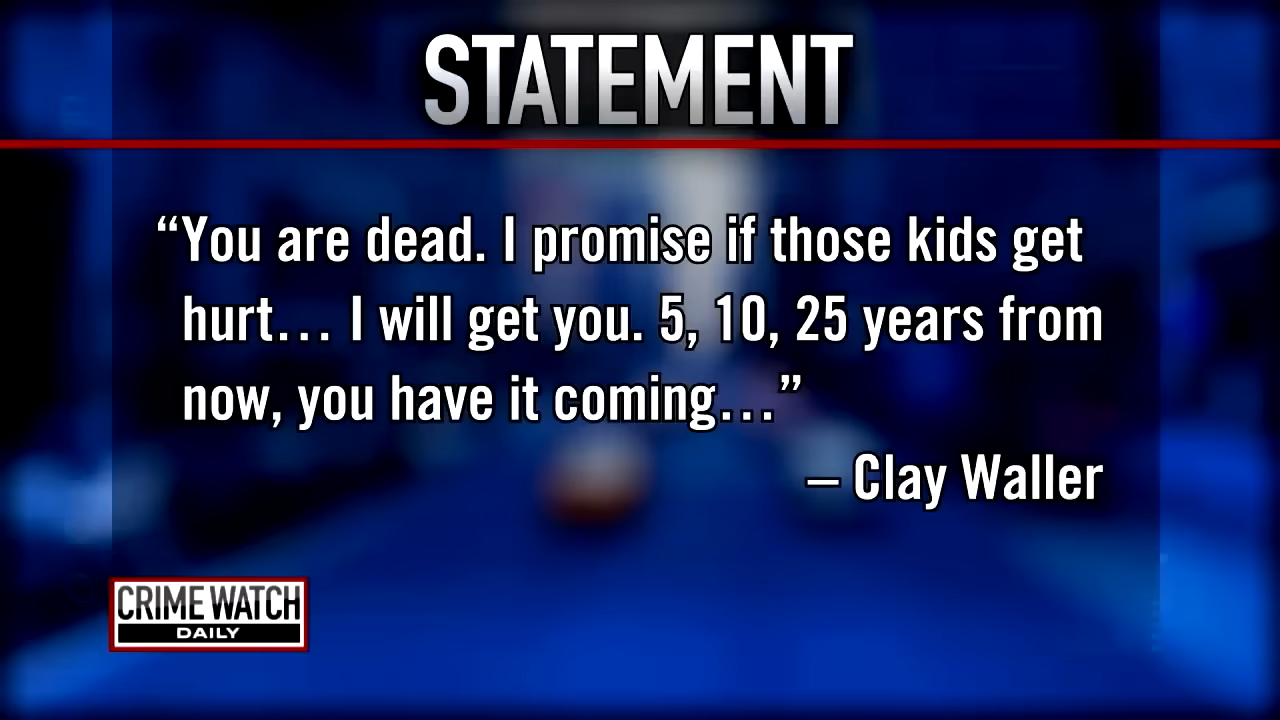 STATEMENT
“You are dead. I promise if those kids get
hurt… I will get you. 5, 10, 25 years from
now, you have it coming…”
– Clay Waller
CRIME WATCH
DAILY